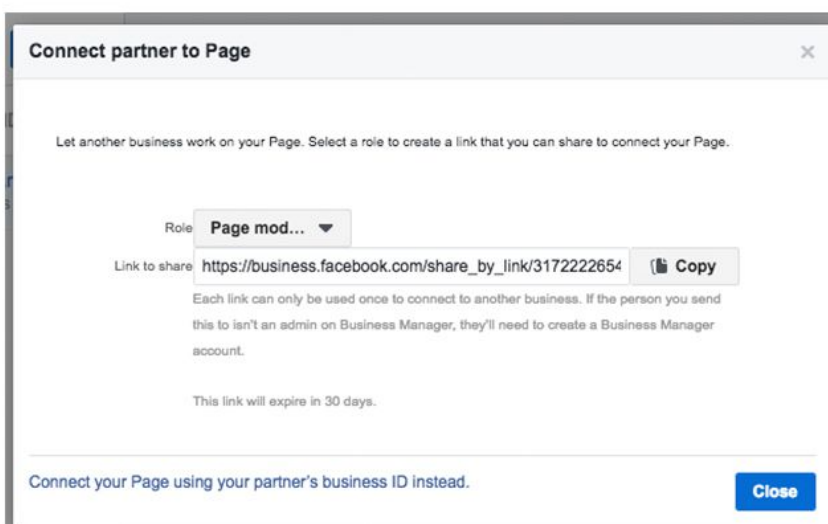 Connect partner to Page
×
Let another business work on your Page. Select a role to create a link that you can share to connect your Page.
Role Page mod...
Link to share https://business.facebook.com/share_by_link/3172222654 Copy
Each link can only be used once to connect to another business. If the person you send
this to isn't an admin on Business Manager, they'll need to create a Business Manager
account.
This link will expire in 30 days.
Connect your Page using your partner's business ID instead.
Close